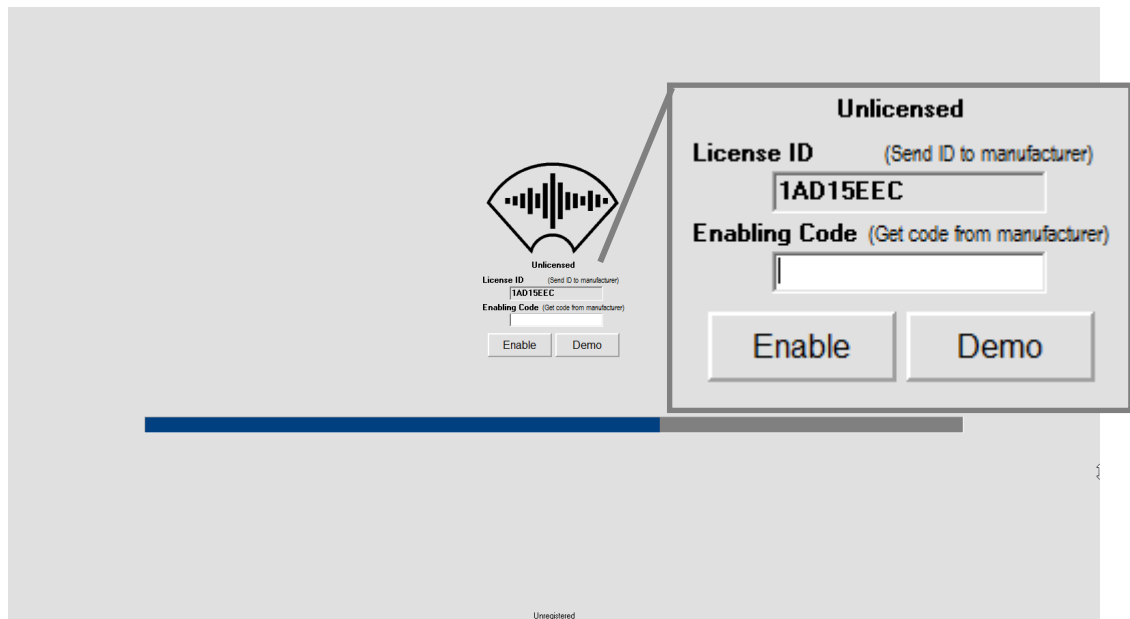 Unlicensed
License ID (Send ID to manufacturer)
1AD15EEC
Enabling Code (Get code from manufacturer)
Enable Demo
Unlicensed
License ID (Send ID to manufacturer)
1AD15EEC
Enabling Code (Get code from manufacturer)
Enable Demo
Unregistered